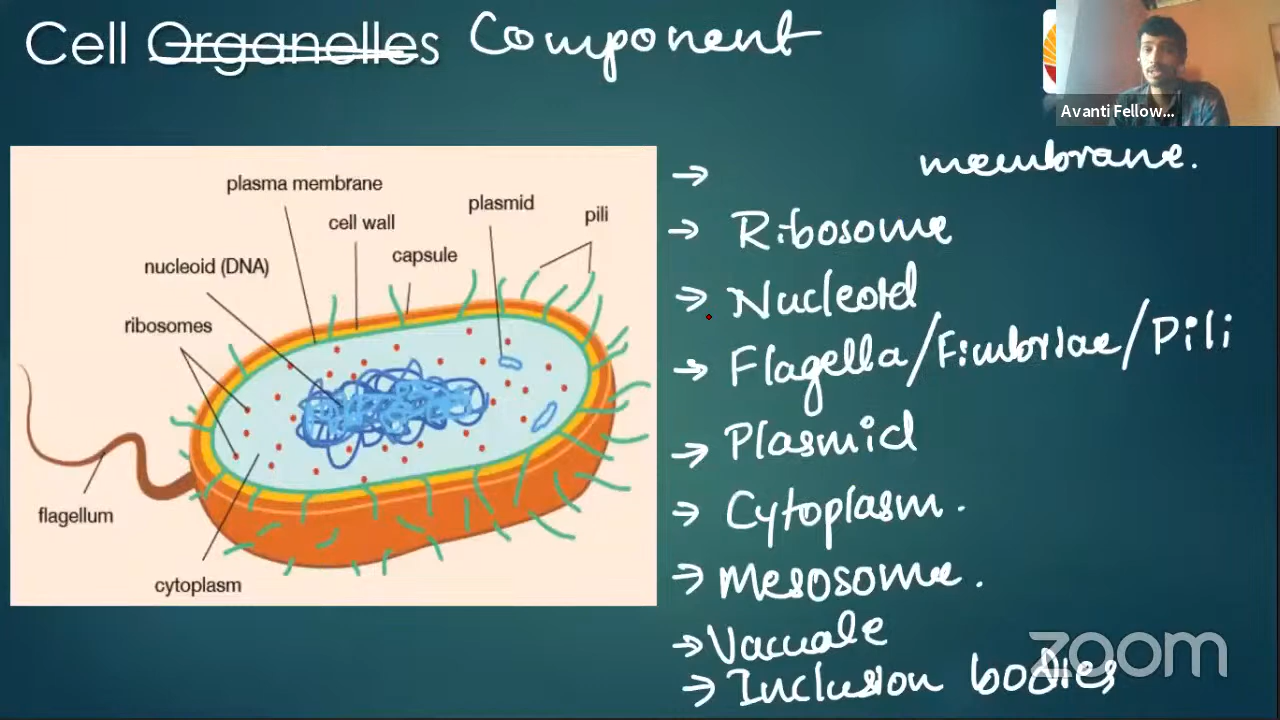 Cell Organelles Component
Avanti Fellow...
plasma membrane
cell wall
plasmid
pili
nucleoid (DNA)
capsule
ribosomes
flagellum
cytoplasm
→ membrane.
→ Ribosome
→ Nucleoid
→ Flagella/Fimbriae/Pili
→ Plasmid
→ Cytoplasm.
→ Mesosome.
→ Vacuale
→ Inclusion bodies
zoom